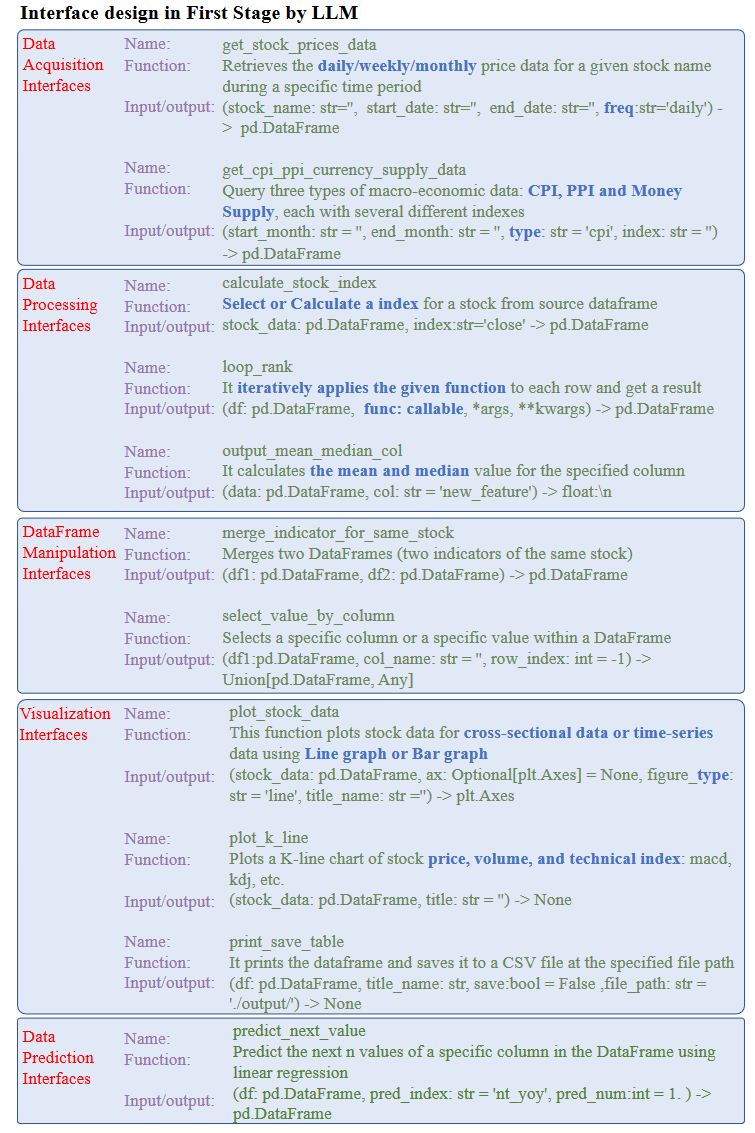 Interface design in First Stage by LLM
Data Acquisition Interfaces
Name: get_stock_prices_data
Function: Retrieves the daily/weekly/monthly price data for a given stock name
during a specific time period
Input/output: (stock_name: str='', start_date: str='', end_date: str='', freq:str='daily') -
> pd.DataFrame
Name: get_cpi_ppi_currency_supply_data
Function: Query three types of macro-economic data: CPI, PPI and Money
Supply, each with several different indexes
Input/output: (start_month: str = '', end_month: str = '', type: str = 'cpi', index: str = '')
-> pd.DataFrame
Data Processing Interfaces
Name: calculate_stock_index
Function: Select or Calculate a index for a stock from source dataframe
Input/output: stock_data: pd.DataFrame, index:str='close' -> pd.DataFrame
Name: loop_rank
Function: It iteratively applies the given function to each row and get a result
Input/output: (df: pd.DataFrame, func: callable, *args, **kwargs) -> pd.DataFrame
Name: output_mean_median_col
Function: It calculates the mean and median value for the specified column
Input/output: (data: pd.DataFrame, col: str = 'new_feature') -> float:\n
DataFrame Manipulation Interfaces
Name: merge_indicator_for_same_stock
Function: Merges two DataFrames (two indicators of the same stock)
Input/output: (df1: pd.DataFrame, df2: pd.DataFrame) -> pd.DataFrame
Name: select_value_by_column
Function: Selects a specific column or a specific value within a DataFrame
Input/output: (df1:pd.DataFrame, col_name: str = '', row_index: int = -1) ->
Union[pd.DataFrame, Any]
Visualization Interfaces
Name: plot_stock_data
Function: This function plots stock data for cross-sectional data or time-series
data using Line graph or Bar graph
Input/output: (stock_data: pd.DataFrame, ax: Optional[plt.Axes] = None, figure_type:
str = 'line', title_name: str ='') -> plt.Axes
Name: plot_k_line
Function: Plots a K-line chart of stock price, volume, and technical index: macd,
kdj, etc.
Input/output: (stock_data: pd.DataFrame, title: str = '') -> None
Name: print_save_table
Function: It prints the dataframe and saves it to a CSV file at the specified file path
Input/output: (df: pd.DataFrame, title_name: str, save:bool = False ,file_path: str =
'./output/') -> None
Data Prediction Interfaces
Name: predict_next_value
Function: Predict the next n values of a specific column in the DataFrame using
linear regression
Input/output: (df: pd.DataFrame, pred_index: str = 'nt_yoy', pred_num:int = 1. ) ->
pd.DataFrame